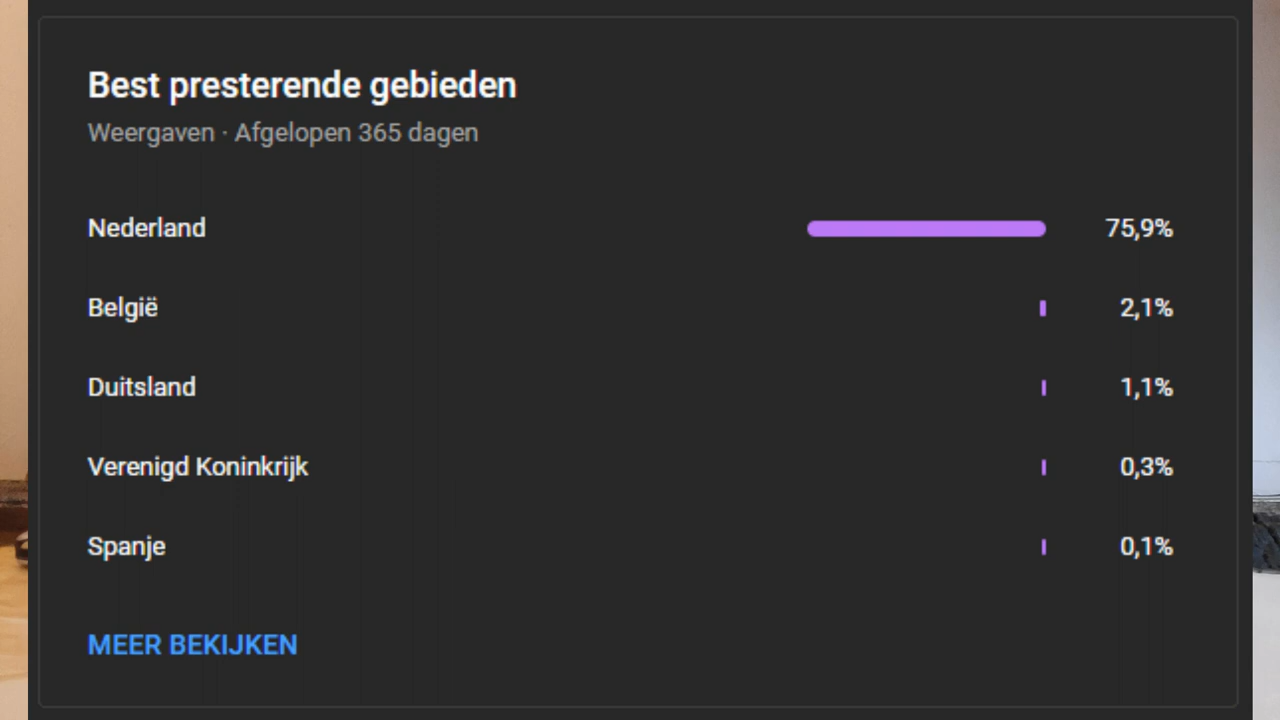 Best presterende gebieden
Weergaven · Afgelopen 365 dagen
Nederland 75,9%
België 2,1%
Duitsland 1,1%
Verenigd Koninkrijk 0,3%
Spanje 0,1%
MEER BEKIJKEN